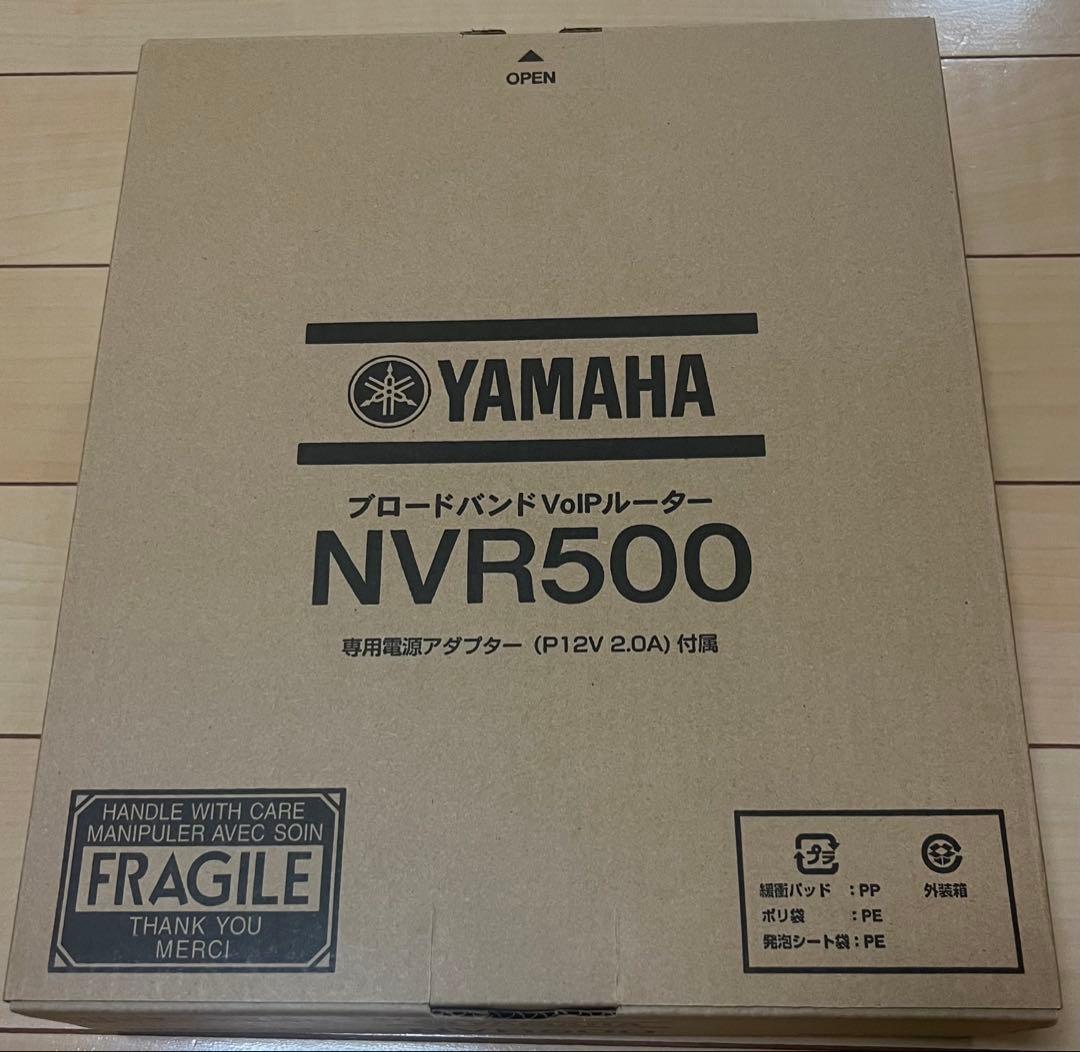 OPEN
YAMAHA
ブロードバンドVoIPルーター
NVR500
専用電源アダプター (P12V 2.0A) 付属
HANDLE WITH CARE
MANIPULER AVEC SOIN
FRAGILE
THANK YOU
MERCI
プラ
緩衝パッド :PP
ポリ袋 :PE
発泡シート袋:PE
外装箱